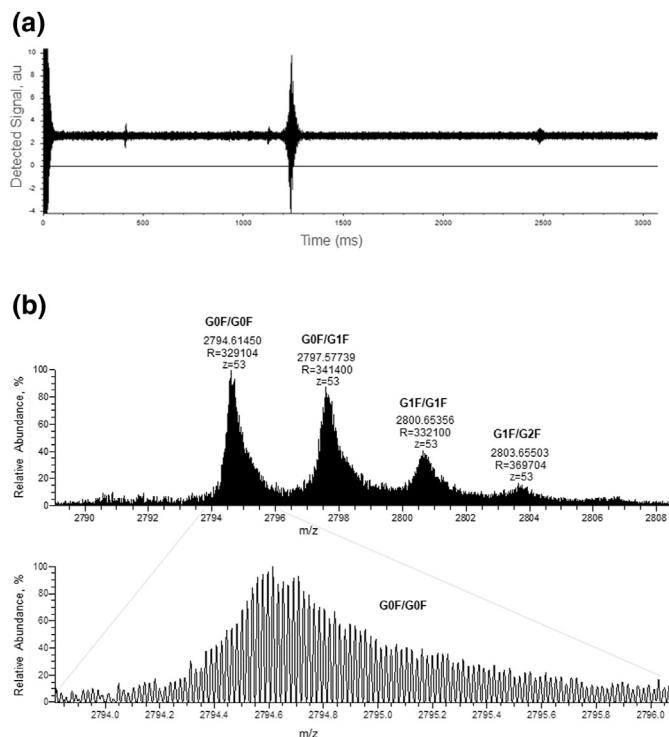 (a)
Detected Signal, au
10
8
6
4
2
0
-2
-4
0 500 1000 1500 2000 2500 3000
Time (ms)
(b)
G0F/G0F
2794.61450
R=329104
z=53
G0F/G1F
2797.57739
R=341400
z=53
G1F/G1F
2800.65356
R=332100
z=53
G1F/G2F
2803.65503
R=369704
z=53
Relative Abundance, %
100
80
60
40
20
0
2790 2792 2794 2796 2798 2800 2802 2804 2806 2808
m/z
G0F/G0F
Relative Abundance, %
100
80
60
40
20
0
2794.0 2794.2 2794.4 2794.6 2794.8 2795.0 2795.2 2795.4 2795.6 2795.8 2796.0
m/z